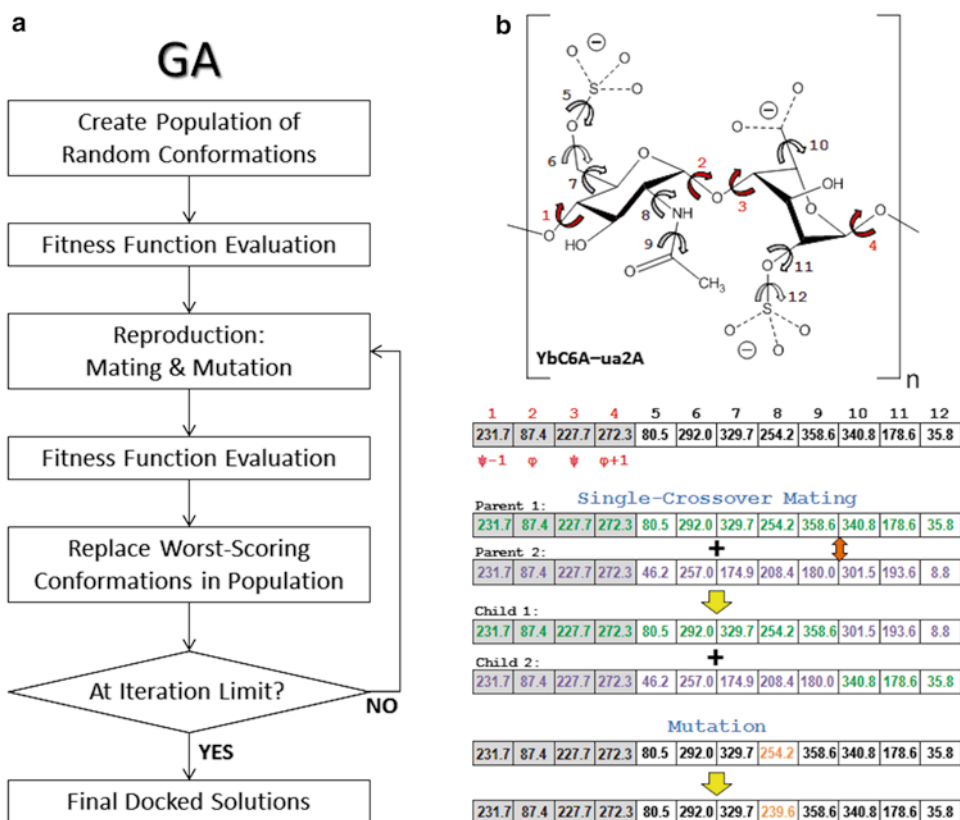 a
GA
Create Population of
Random Conformations
Fitness Function Evaluation
Reproduction:
Mating & Mutation
Fitness Function Evaluation
Replace Worst-Scoring
Conformations in Population
At Iteration Limit?
NO
YES
Final Docked Solutions
b
O
⊖
O
S
O
5
O
6
7
O
2
1
O
HO
8
NH
9
O
CH3
O
3
⊖
O
O
10
OH
O
O
4
O
11
12
S
O
O
O
⊖
YbC6A–ua2A
n
1 2 3 4 5 6 7 8 9 10 11 12
231.7 87.4 227.7 272.3 80.5 292.0 329.7 254.2 358.6 340.8 178.6 35.8
ψ-1 φ ψ φ+1
Single-Crossover Mating
Parent 1:
231.7 87.4 227.7 272.3 80.5 292.0 329.7 254.2 358.6 340.8 178.6 35.8
+
Parent 2:
231.7 87.4 227.7 272.3 46.2 257.0 174.9 208.4 180.0 301.5 193.6 8.8
Child 1:
231.7 87.4 227.7 272.3 80.5 292.0 329.7 254.2 358.6 301.5 193.6 8.8
+
Child 2:
231.7 87.4 227.7 272.3 46.2 257.0 174.9 208.4 180.0 340.8 178.6 35.8
Mutation
231.7 87.4 227.7 272.3 80.5 292.0 329.7 254.2 358.6 340.8 178.6 35.8
231.7 87.4 227.7 272.3 80.5 292.0 329.7 239.6 358.6 340.8 178.6 35.8